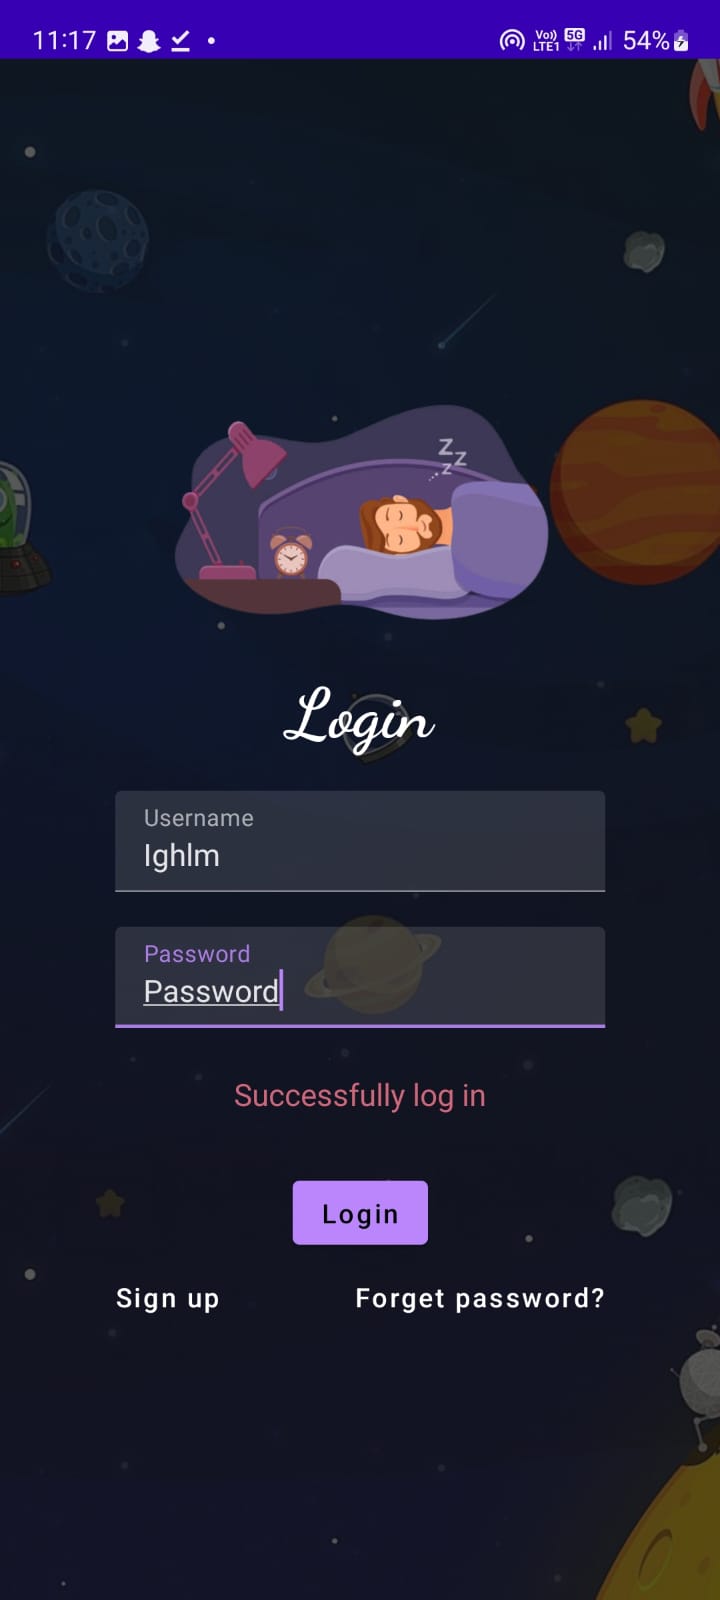 11:17 Vo)) LTE1 5G 54%
z z z
Login
Username
Ighlm
Password
Password
Successfully log in
Login
Sign up Forget password?